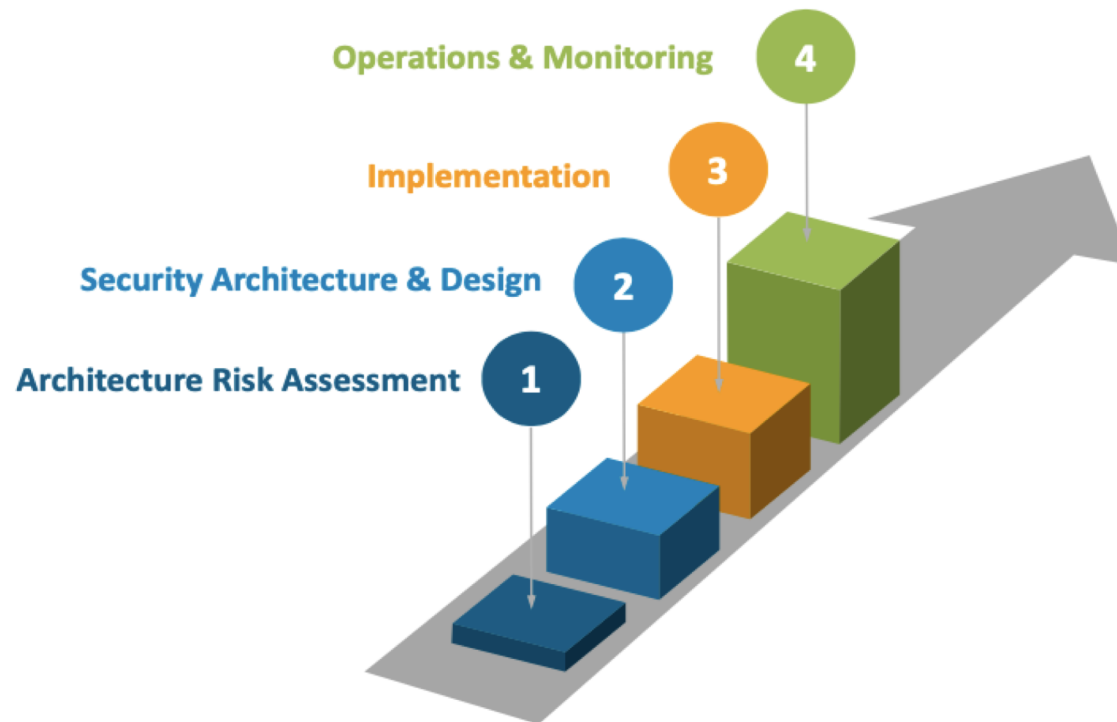 Operations & Monitoring 4
Implementation 3
Security Architecture & Design 2
Architecture Risk Assessment 1